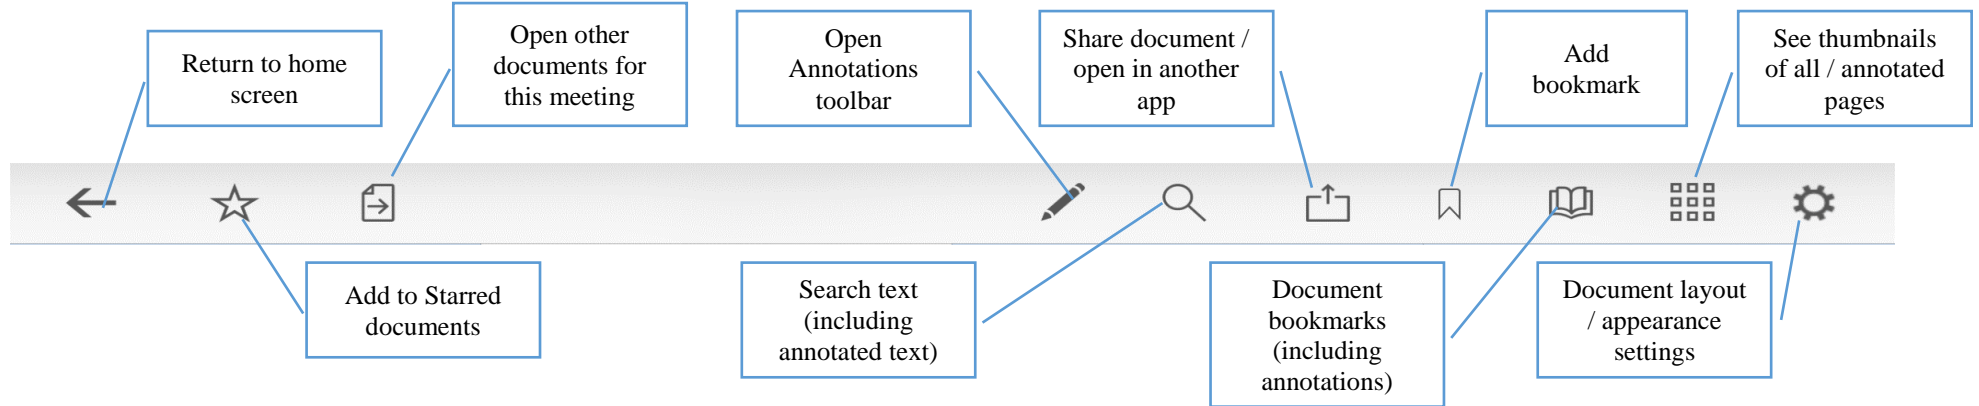 Return to home
screen
Open other
documents for
this meeting
Open
Annotations
toolbar
Share document /
open in another
app
Add
bookmark
See thumbnails
of all / annotated
pages
Add to Starred
documents
Search text
(including
annotated text)
Document
bookmarks
(including
annotations)
Document layout
/ appearance
settings